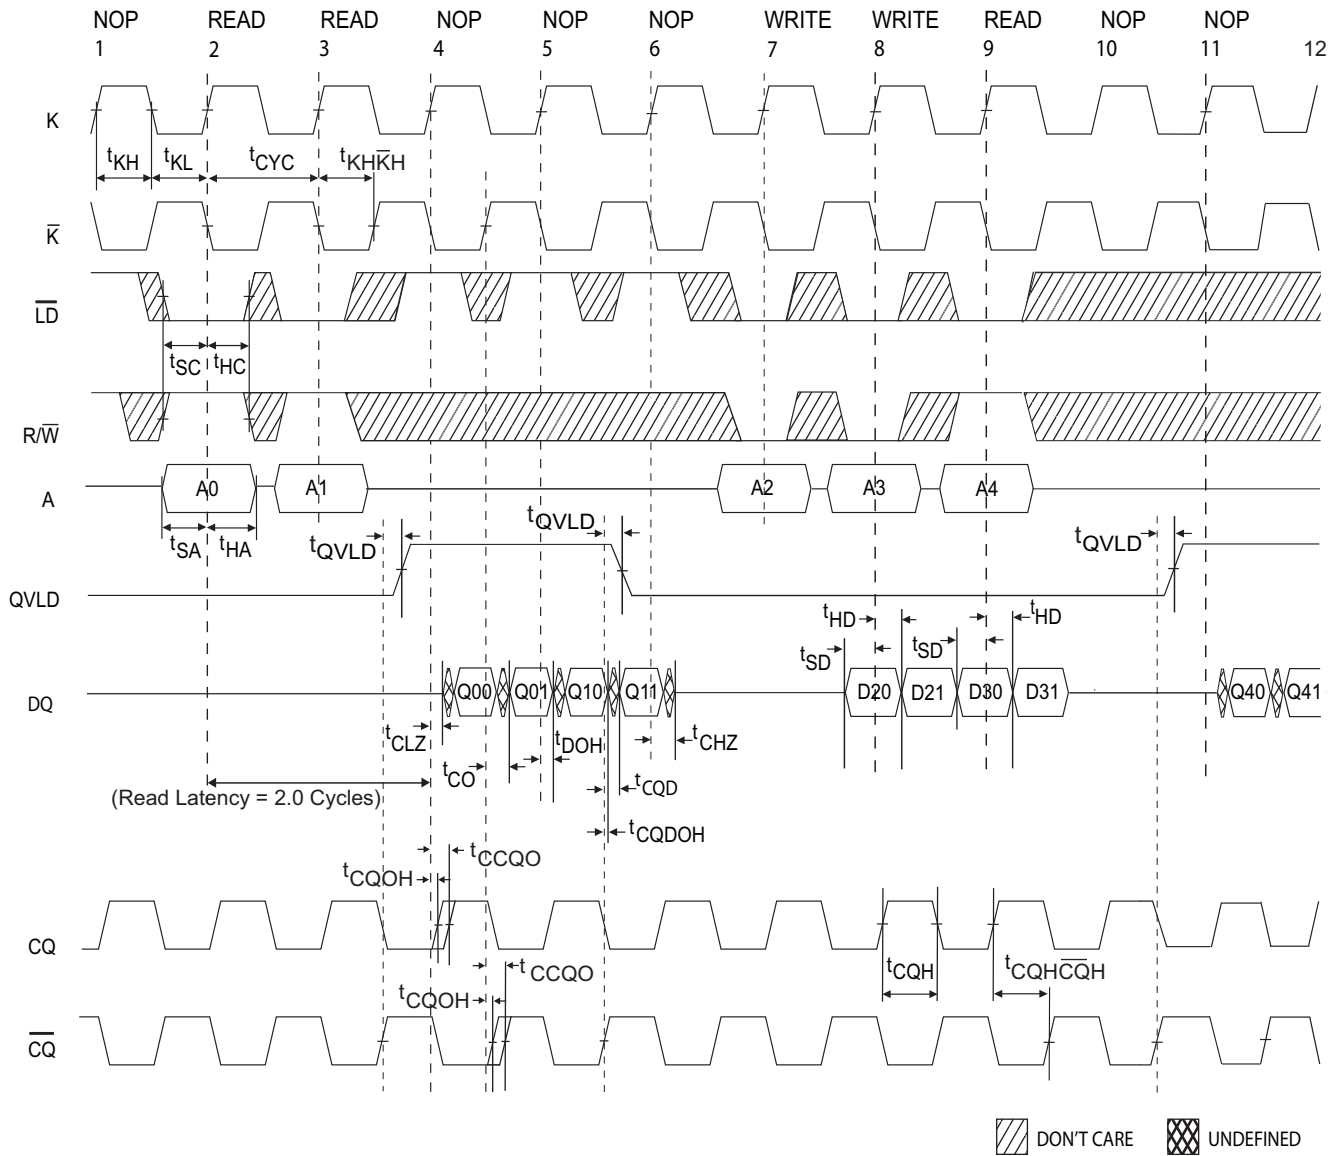 NOP READ READ NOP NOP NOP WRITE WRITE READ NOP NOP
1 2 3 4 5 6 7 8 9 10 11 12
K
tKH tKL tCYC tKHK̅H
K̅
L̅D̅
tSC tHC
R/W̅
A A0 A1 A2 A3 A4
tSA tHA tQVLD tQVLD tQVLD
QVLD
tHD tHD
tSD tSD
DQ Q00 Q01 Q10 Q11 D20 D21 D30 D31 Q40 Q41
tCLZ tDOH tCHZ
tCO tCQD
(Read Latency = 2.0 Cycles)
tCQDOH
tCCQO
tCQOH
CQ
tCCQO tCQH tCQHC̅Q̅H
tCQOH
C̅Q̅
DON'T CARE UNDEFINED